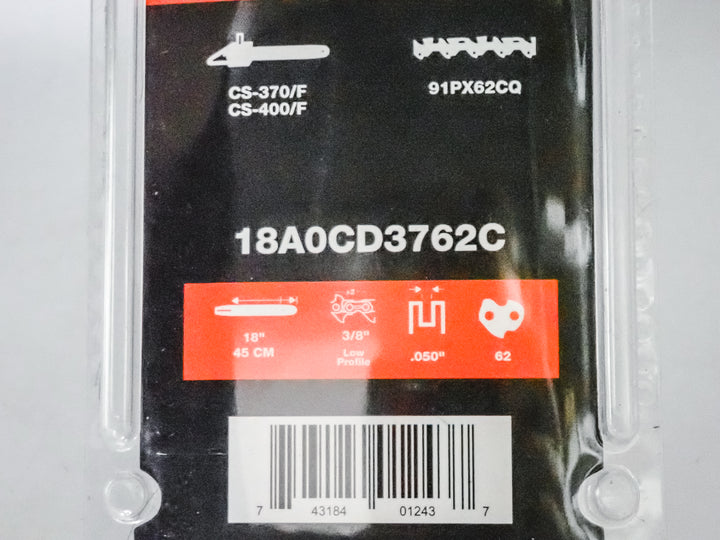 CS-370/F
CS-400/F
91PX62CQ
18A0CD3762C
18"
45 CM
3/8"
Low
Profile
.050"
62
7 43184 01243 7